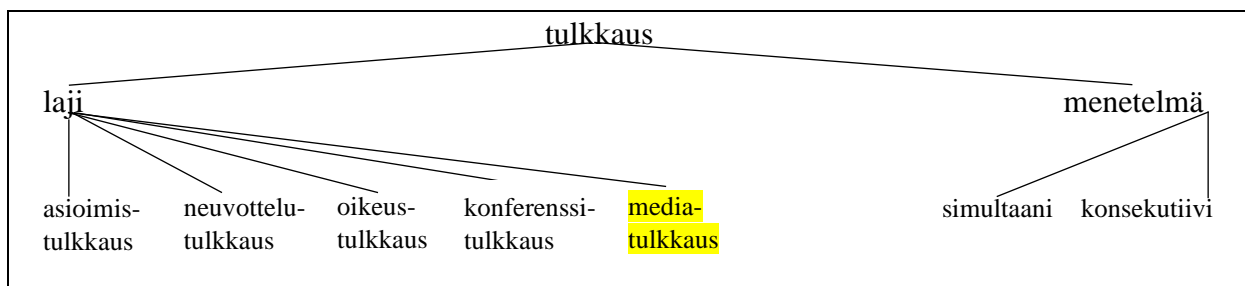 tulkkaus
laji menetelmä
asioimis- neuvottelu- oikeus- konferenssi- media- simultaani konsekutiivi
tulkkaus tulkkaus tulkkaus tulkkaus tulkkaus